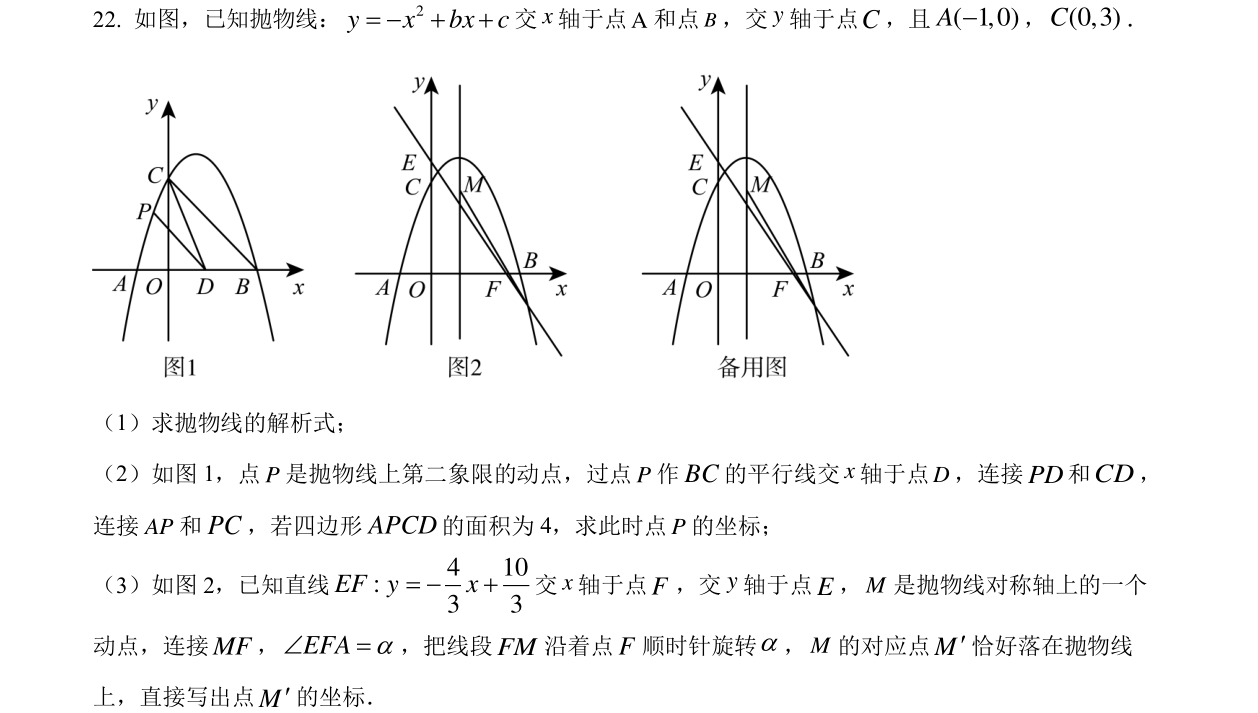 22. 如图，已知抛物线：y = −x² + bx + c 交 x 轴于点 A 和点 B，交 y 轴于点 C，且 A(−1,0)，C(0,3).
y
C
P
A O D B x
图1
y
E
C M
B
A O F x
图2
y
E
C M
B
A O F x
备用图
（1）求抛物线的解析式；
（2）如图 1，点 P 是抛物线上第二象限的动点，过点 P 作 BC 的平行线交 x 轴于点 D，连接 PD 和 CD，
连接 AP 和 PC，若四边形 APCD 的面积为 4，求此时点 P 的坐标；
（3）如图 2，已知直线 EF : y = −4/3 x + 10/3 交 x 轴于点 F，交 y 轴于点 E，M 是抛物线对称轴上的一个
动点，连接 MF，∠EFA = α，把线段 FM 沿着点 F 顺时针旋转 α，M 的对应点 M′ 恰好落在抛物线
上，直接写出点 M′ 的坐标.